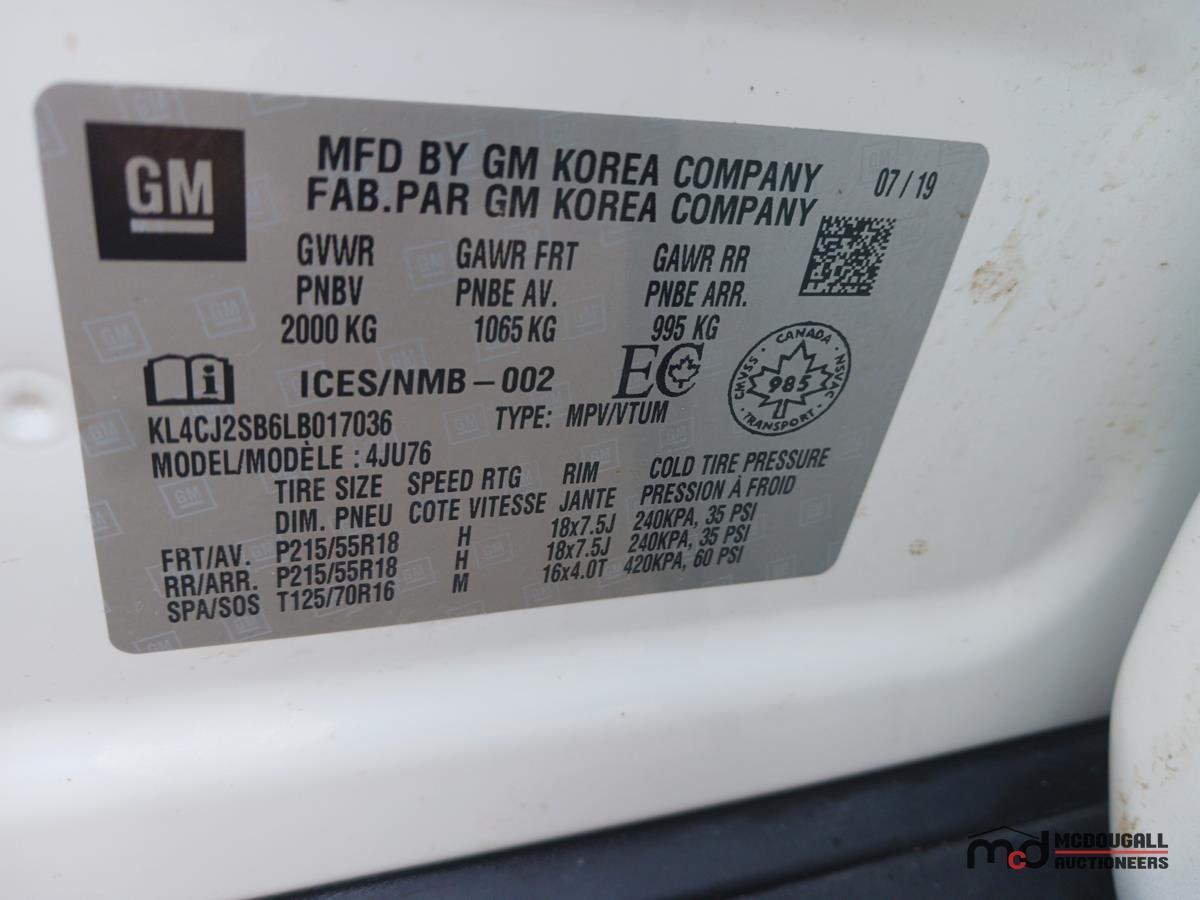 GM
MFD BY GM KOREA COMPANY 07/19
FAB.PAR GM KOREA COMPANY
GVWR GAWR FRT GAWR RR
PNBV PNBE AV. PNBE ARR.
2000 KG 1065 KG 995 KG
i ICES/NMB-002 EC
CANADA
CMVSS 985 NSVAC
TRANSPORT
KL4CJ2SB6LB017036 TYPE: MPV/VTUM
MODEL/MODÈLE : 4JU76
TIRE SIZE SPEED RTG RIM COLD TIRE PRESSURE
DIM. PNEU COTE VITESSE JANTE PRESSION À FROID
FRT/AV. P215/55R18 H 18x7.5J 240KPA, 35 PSI
RR/ARR. P215/55R18 H 18x7.5J 240KPA, 35 PSI
SPA/SOS T125/70R16 M 16x4.0T 420KPA, 60 PSI
mcd MCDOUGALL
AUCTIONEERS